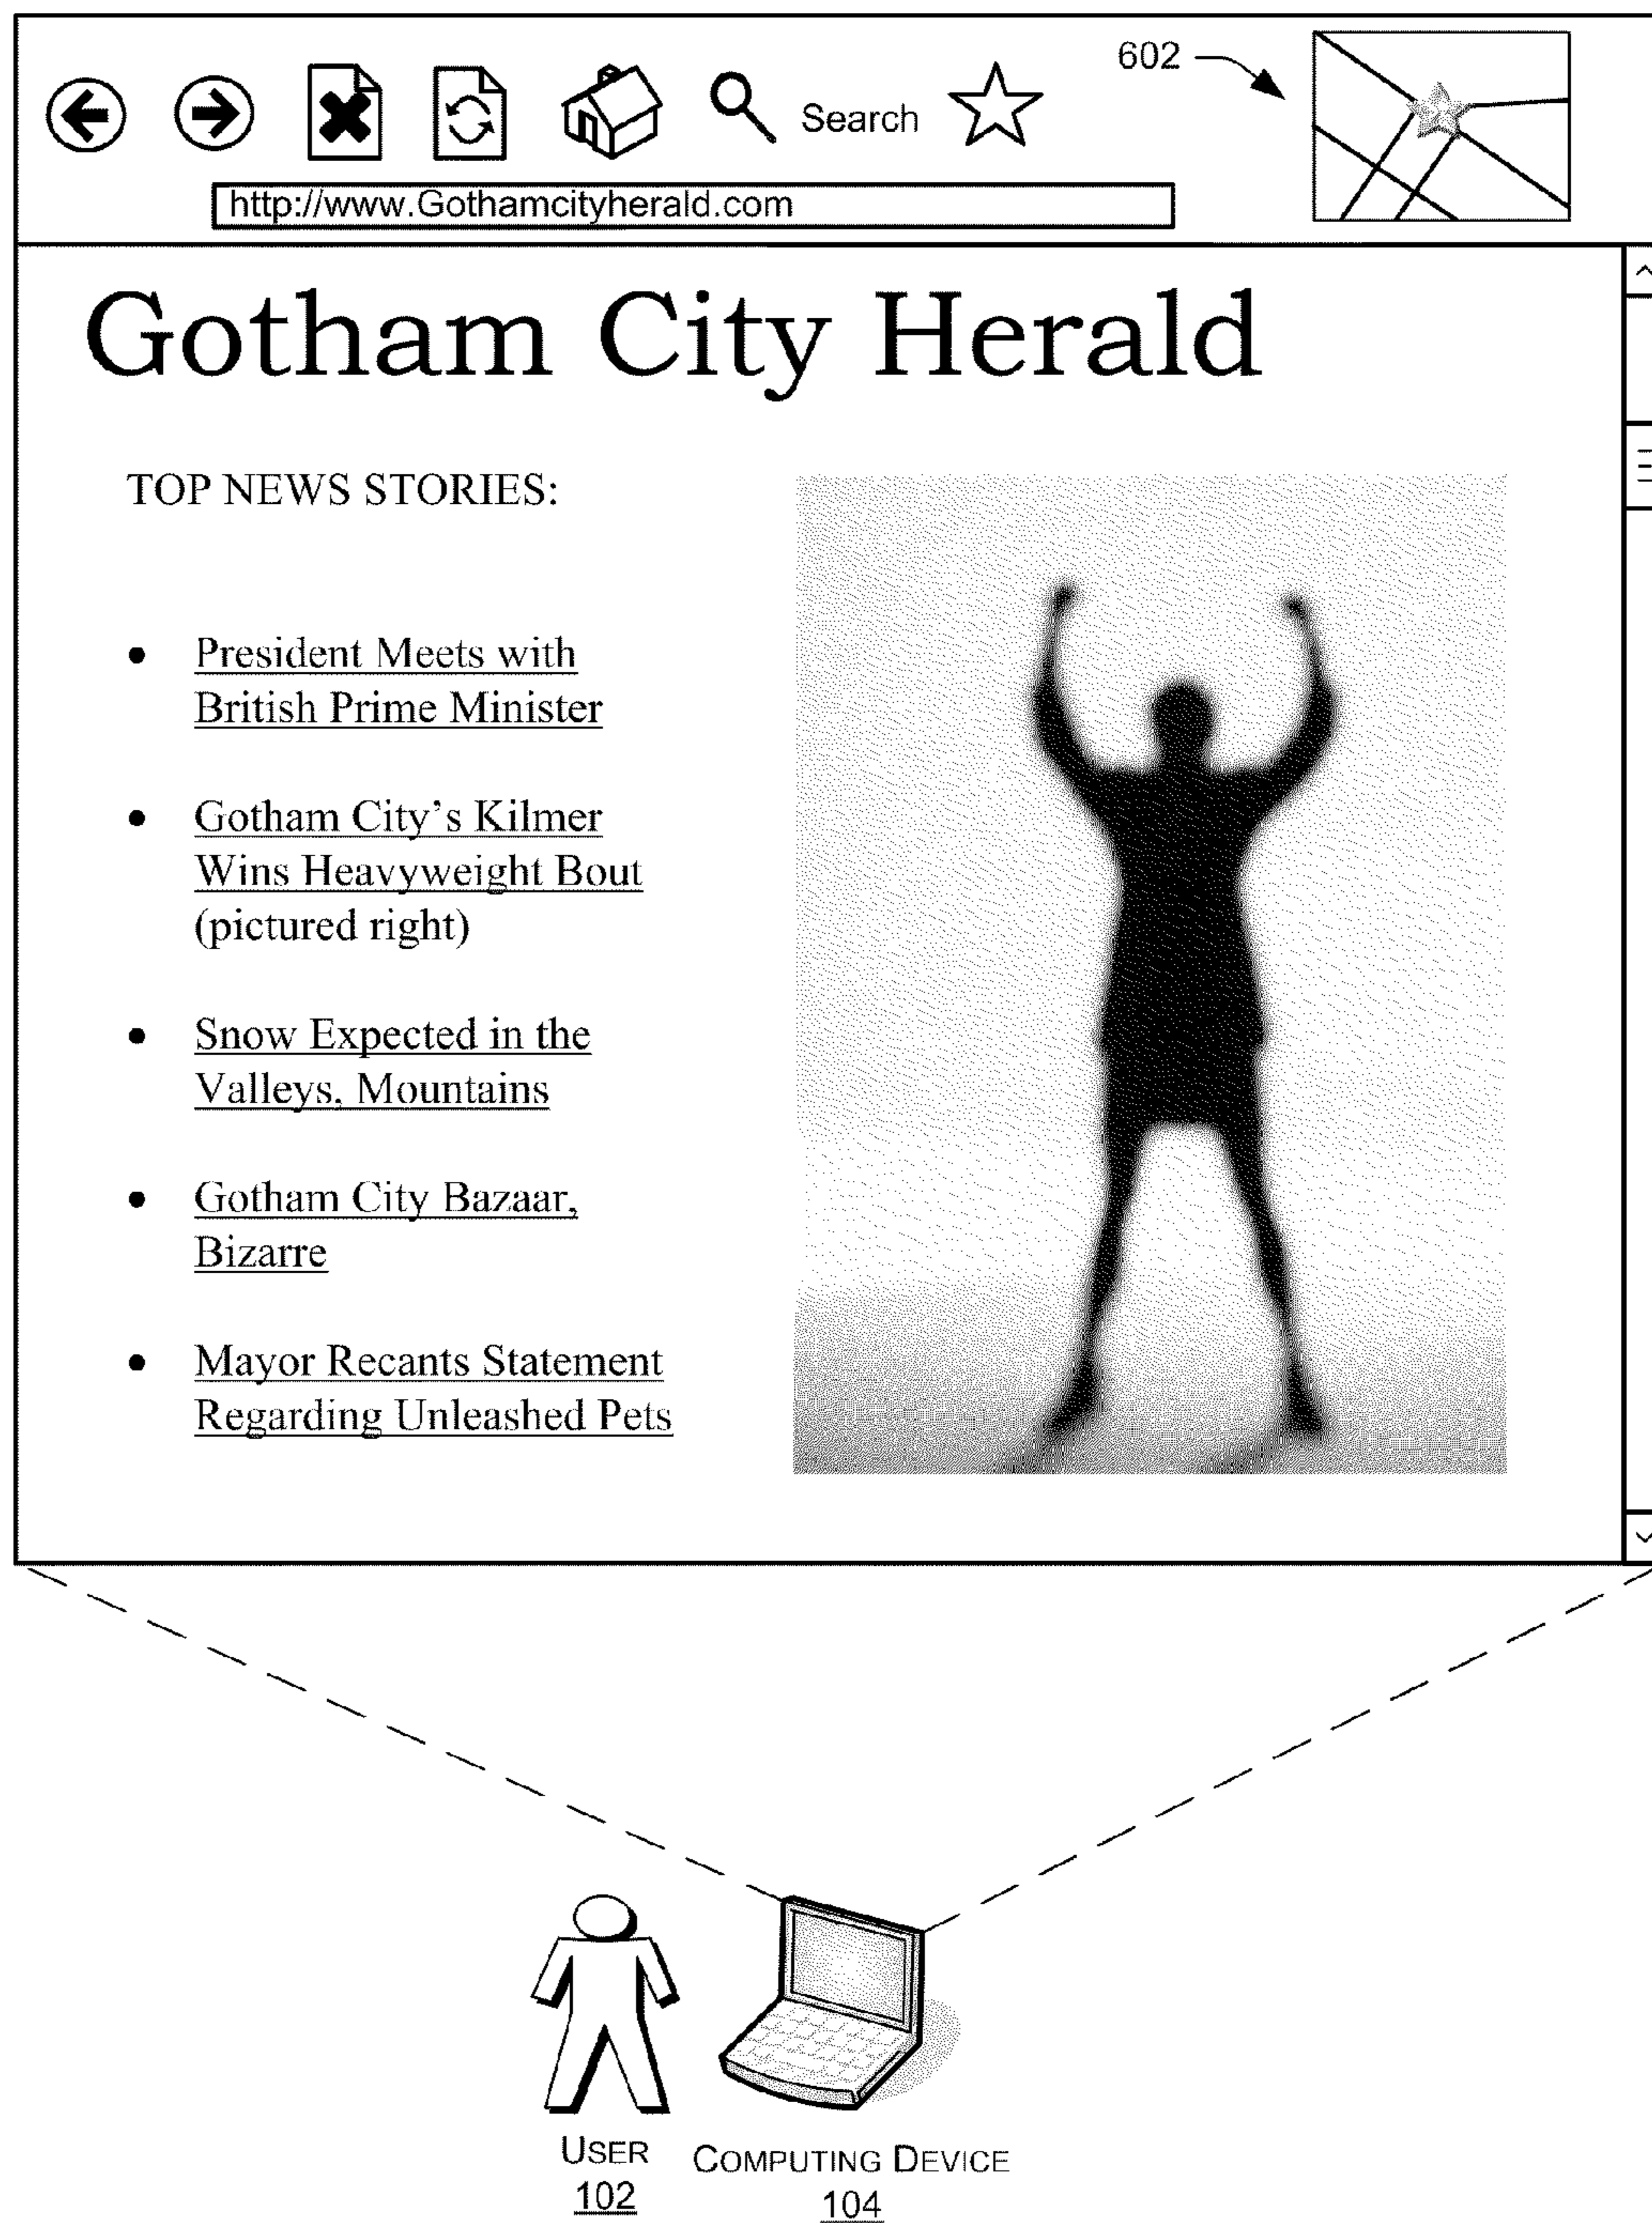 602
Search
http://www.Gothamcityherald.com
Gotham City Herald
TOP NEWS STORIES:
• President Meets with
British Prime Minister
• Gotham City's Kilmer
Wins Heavyweight Bout
(pictured right)
• Snow Expected in the
Valleys, Mountains
• Gotham City Bazaar,
Bizarre
• Mayor Recants Statement
Regarding Unleashed Pets
USER
102
COMPUTING DEVICE
104